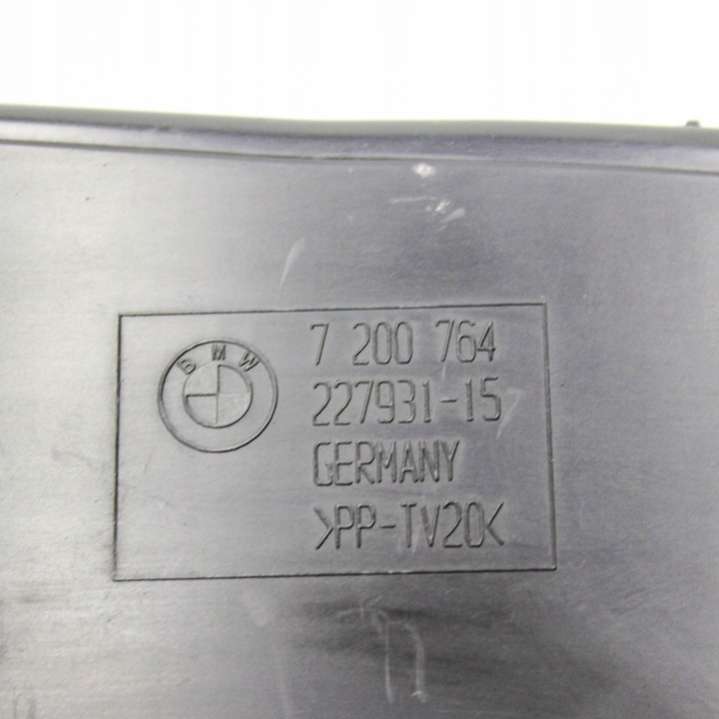 BMW
7 200 764
227931-15
GERMANY
>PP-TV20<